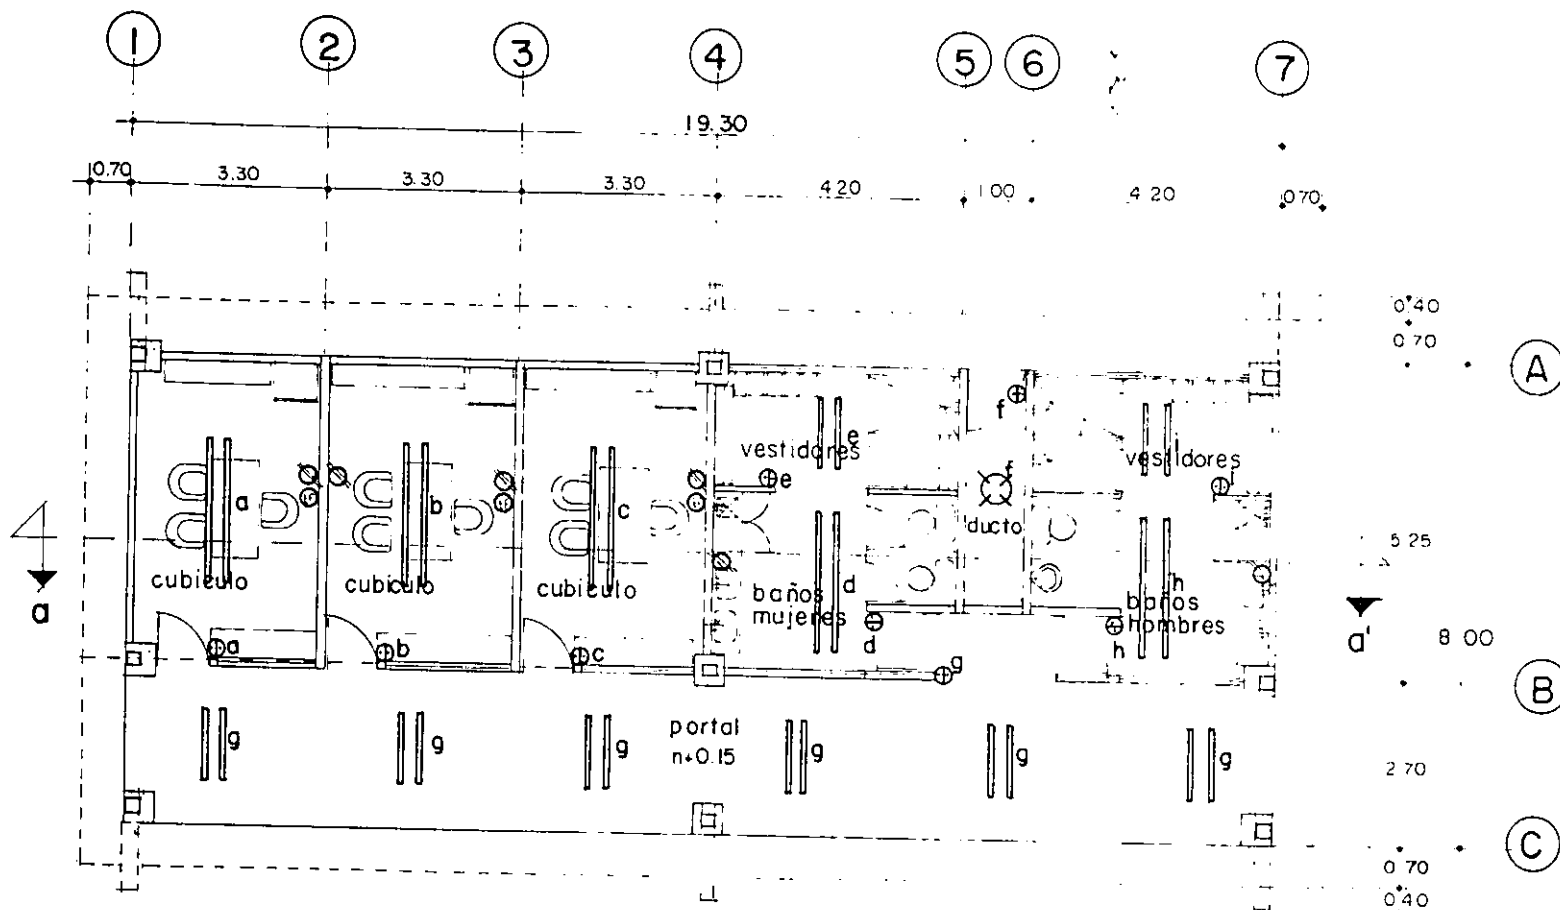 1 2 3 4 5 6 7
19.30
0.70 3.30 3.30 3.30 4.20 1.00 4.20 0.70
0.40
0.70
A
f
e
vestidores
i
vestidores
e
f
i
a
b
c
ducto
5.25
cubiculo
cubiculo
cubiculo
baños
mujeres
d
h
baños
hombres
a
a'
8.00
d
h
a
b
c
g
B
portal
n+0.15
g
g
g
g
g
g
2.70
C
0.70
0.40